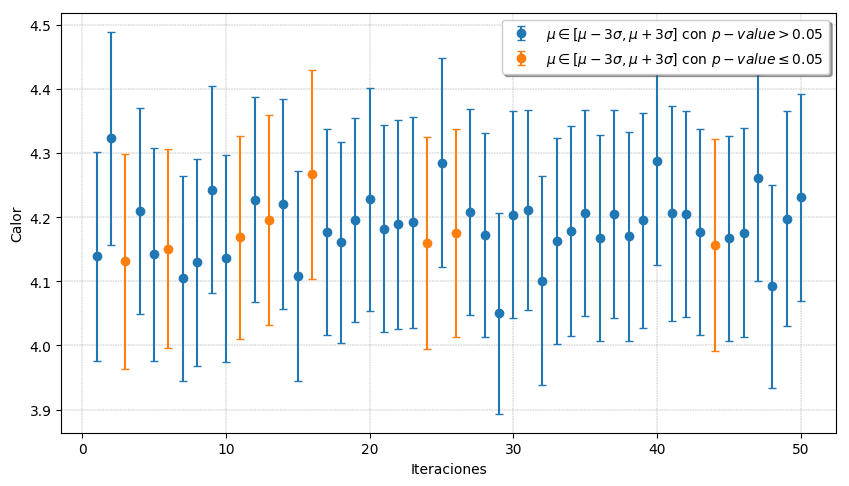 4.5
4.4
4.3
4.2
4.1
4.0
3.9
Calor
μ ∈ [μ − 3σ, μ + 3σ] con p − value > 0.05
μ ∈ [μ − 3σ, μ + 3σ] con p − value ≤ 0.05
0 10 20 30 40 50
Iteraciones